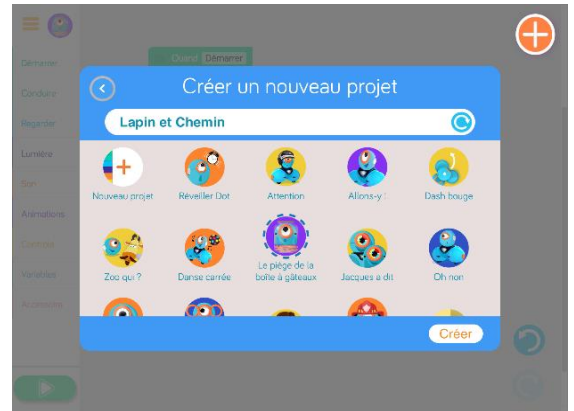 Démarrer
Quand Démarrer
Conduire
Regarder
Lumière
Son
Animations
Contrôle
Variables
Accessoires
Créer un nouveau projet
Lapin et Chemin
Nouveau projet
Réveiller Dot
Attention
Allons-y !
Dash bouge
Zoo qui ?
Danse carrée
Le piège de la
boîte à gâteaux
Jacques a dit
Oh non
Créer